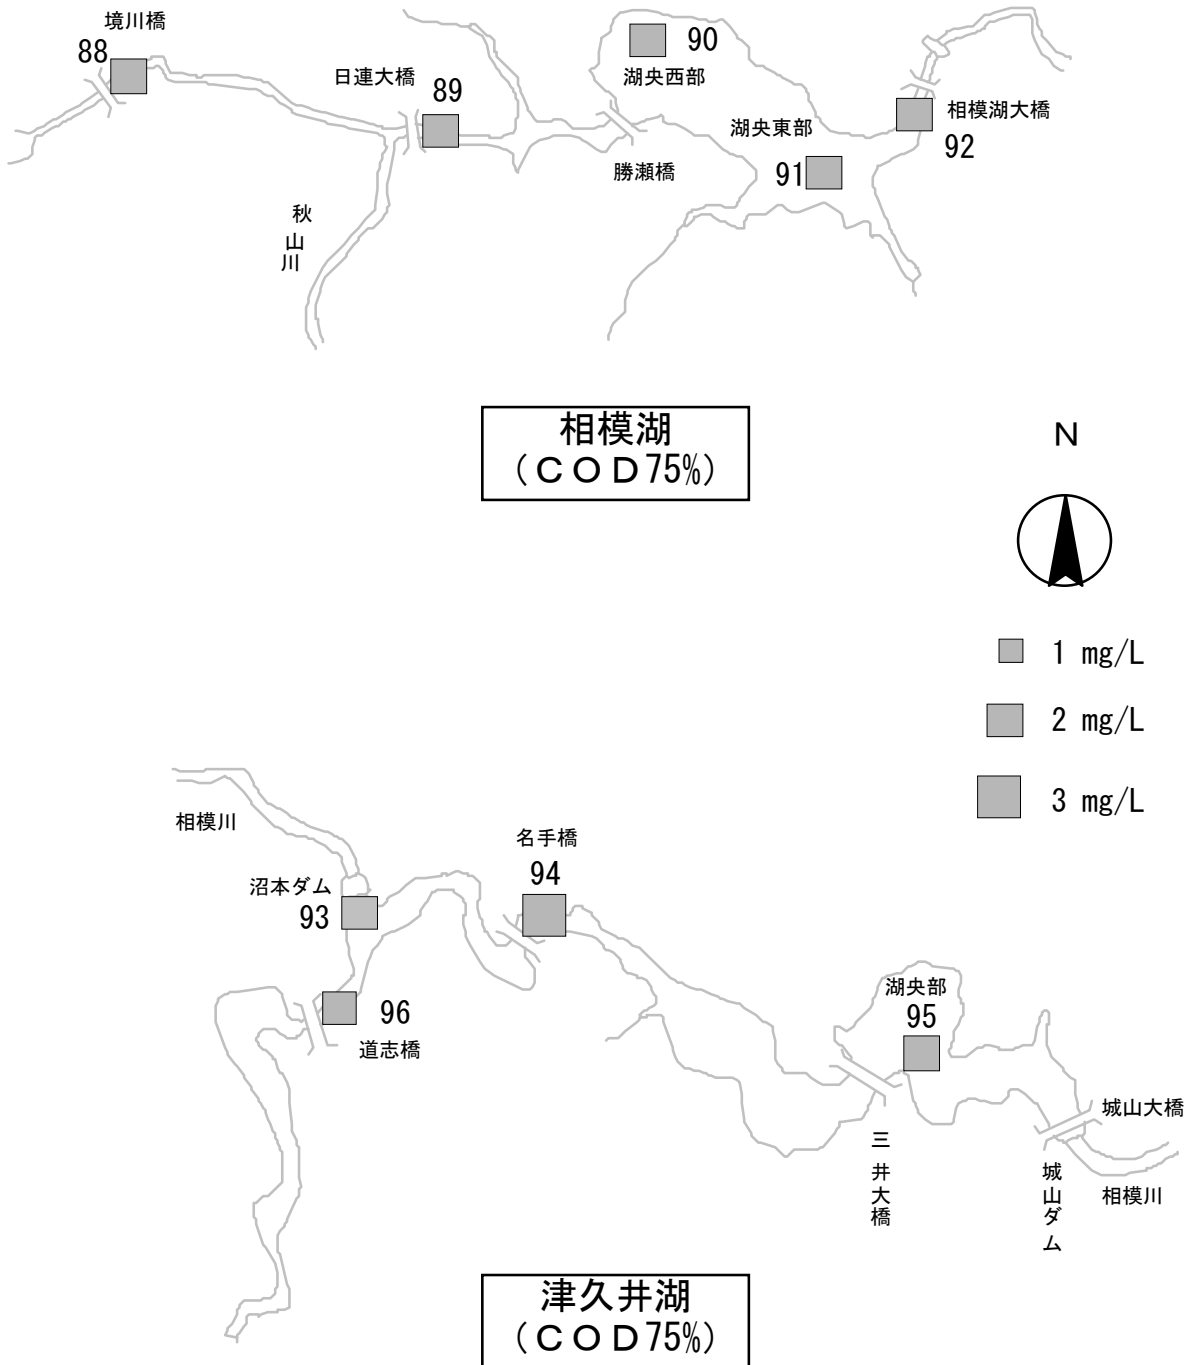 境川橋
88
日連大橋
89
90
湖央西部
勝瀬橋
湖央東部
91
相模湖大橋
92
秋山川
相模湖
(ＣＯＤ75%)
N
1 mg/L
2 mg/L
3 mg/L
相模川
沼本ダム
93
名手橋
94
96
道志橋
湖央部
95
三井大橋
城山大橋
城山ダム
相模川
津久井湖
(ＣＯＤ75%)